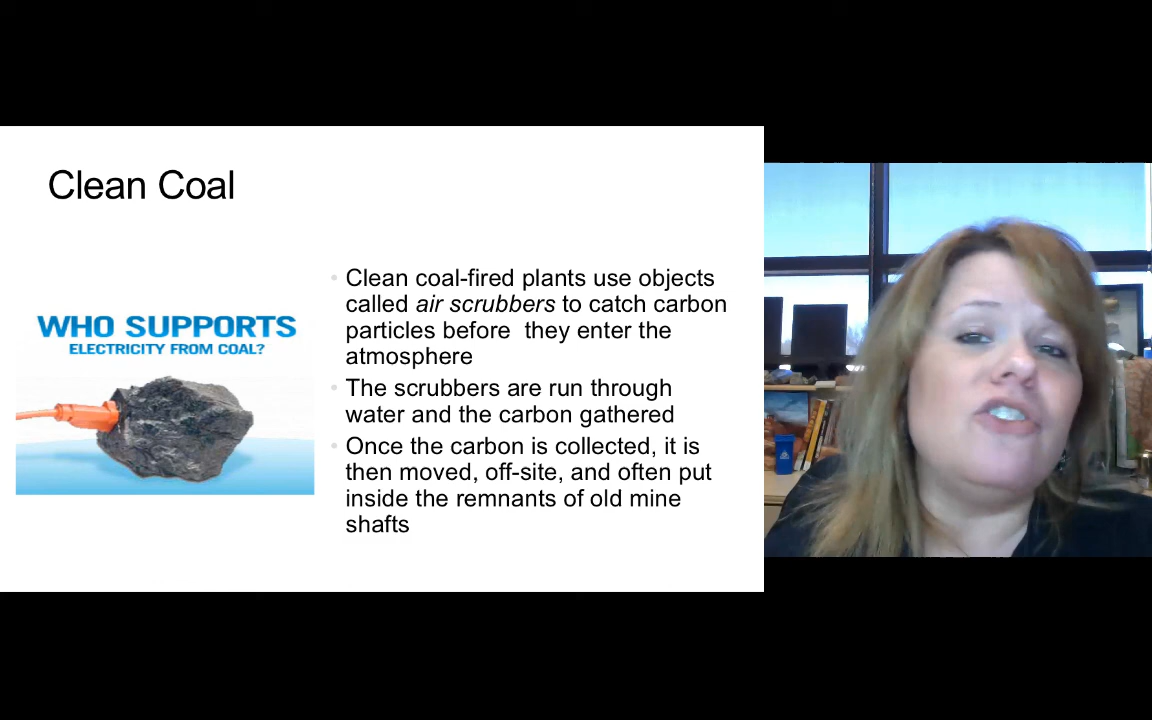 Clean Coal
WHO SUPPORTS
ELECTRICITY FROM COAL?
• Clean coal-fired plants use objects
called air scrubbers to catch carbon
particles before  they enter the
atmosphere
• The scrubbers are run through
water and the carbon gathered
• Once the carbon is collected, it is
then moved, off-site, and often put
inside the remnants of old mine
shafts